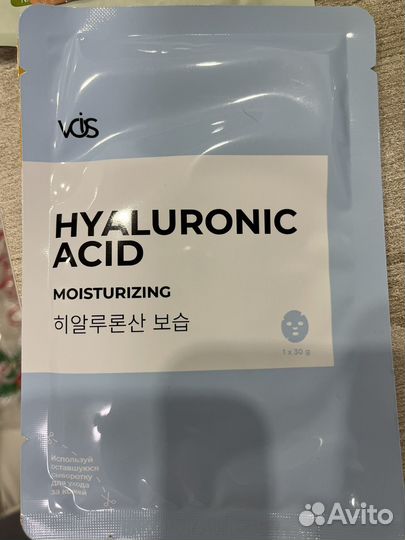 VOIS
HYALURONIC
ACID
MOISTURIZING
히알루론산 보습
1 x 30 g
Используй
оставшуюся
сыворотку
для ухода
за кожей
Avito